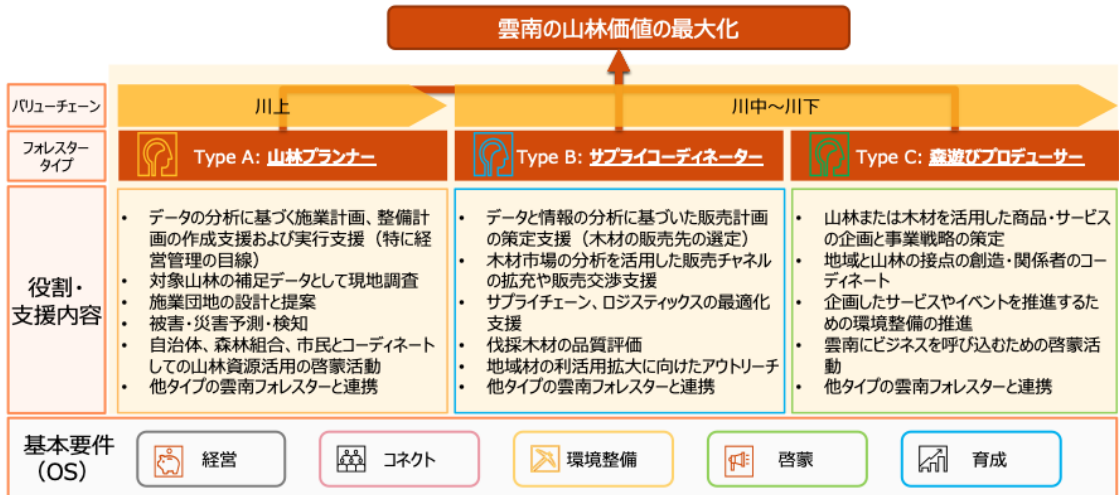 雲南の山林価値の最大化
バリューチェーン
川上
川中～川下
フォレスター
タイプ
Type A: 山林プランナー
Type B: サプライコーディネーター
Type C: 森遊びプロデューサー
役割・
支援内容
• データの分析に基づく施業計画、整備計
画の作成支援および実行支援（特に経
営管理の目線）
• 対象山林の補足データとして現地調査
• 施業団地の設計と提案
• 被害・災害予測・検知
• 自治体、森林組合、市民とコーディネート
しての山林資源活用の啓蒙活動
• 他タイプの雲南フォレスターと連携
• データと情報の分析に基づいた販売計画
の策定支援（木材の販売先の選定）
• 木材市場の分析を活用した販売チャネル
の拡充や販売交渉支援
• サプライチェーン、ロジスティックスの最適化
支援
• 伐採木材の品質評価
• 地域材の利活用拡大に向けたアウトリーチ
• 他タイプの雲南フォレスターと連携
• 山林または木材を活用した商品・サービス
の企画と事業戦略の策定
• 地域と山林の接点の創造・関係者のコー
ディネート
• 企画したサービスやイベントを推進するた
めの環境整備の推進
• 雲南にビジネスを呼び込むための啓蒙活
動
• 他タイプの雲南フォレスターと連携
基本要件
（OS）
経営
コネクト
環境整備
啓蒙
育成